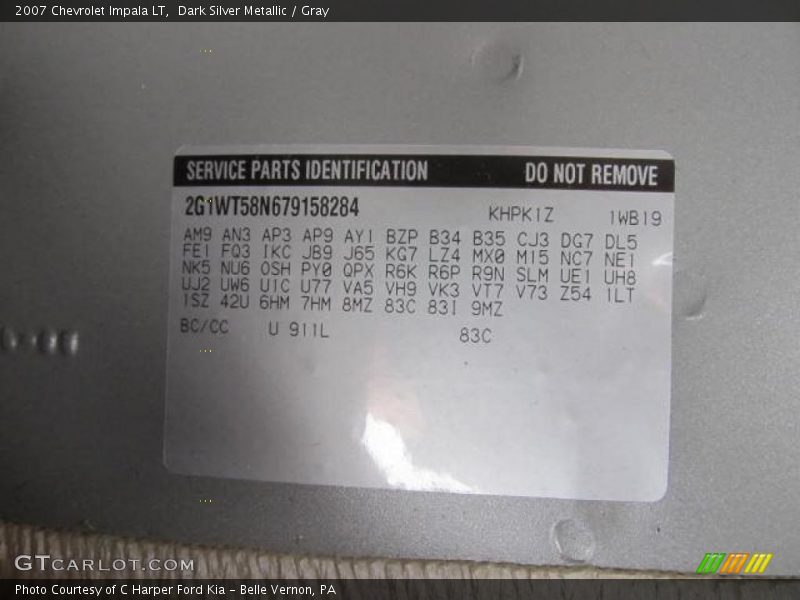 2007 Chevrolet Impala LT,  Dark Silver Metallic / Gray
SERVICE PARTS IDENTIFICATION DO NOT REMOVE
2G1WT58N679158284 KHPK1Z 1WB19
AM9 AN3 AP3 AP9 AY1 BZP B34 B35 CJ3 DG7 DL5
FE1 FQ3 IKC JB9 J65 KG7 LZ4 MX0 M15 NC7 NE1
NK5 NU6 OSH PY0 QPX R6K R6P R9N SLM UE1 UH8
UJ2 UW6 U1C U77 VA5 VH9 VK3 VT7 V73 Z54 1LT
1SZ 42U 6HM 7HM 8MZ 83C 83I 9MZ
BC/CC U 911L 83C
GTCARLOT.COM
Photo Courtesy of C Harper Ford Kia - Belle Vernon, PA